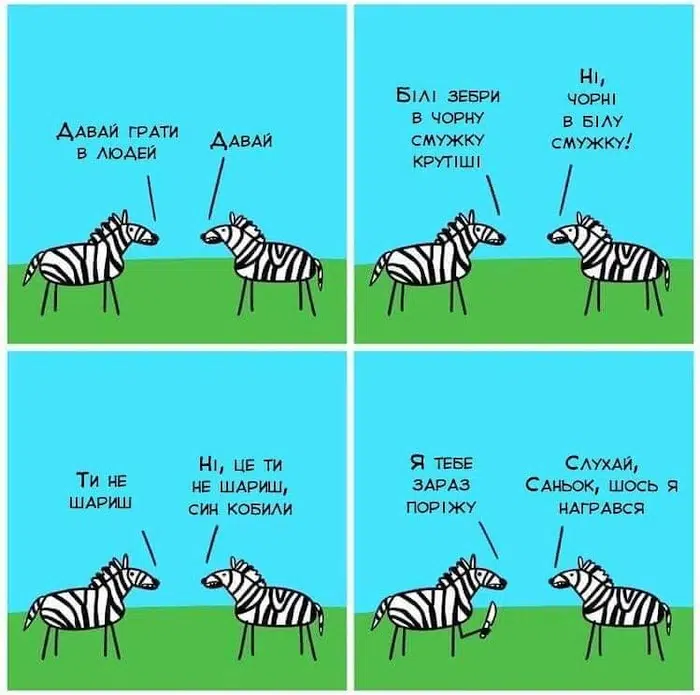 Давай грати
в людей
Давай
Білі зебри
в чорну
смужку
крутіші
Ні,
чорні
в білу
смужку!
Ти не
шариш
Ні, це ти
не шариш,
син кобили
Я тебе
зараз
поріжу
Слухай,
Саньок, шось я
награвся